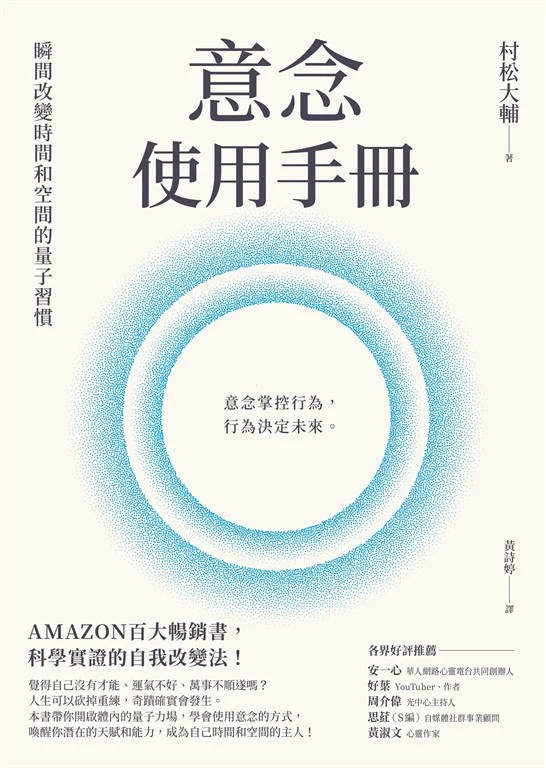 意念
使用手冊
瞬間改變時間和空間的量子習慣
村松大輔——著
意念掌控行為，
行為決定未來。
黃詩婷——譯
AMAZON百大暢銷書，
科學實證的自我改變法！
覺得自己沒有才能、運氣不好、萬事不順遂嗎？
人生可以砍掉重練，奇蹟確實會發生。
本書帶你開啟體內的量子力場，學會使用意念的方式，
喚醒你潛在的天賦和能力，成為自己時間和空間的主人！
各界好評推薦
安一心 華人網路心靈電台共同創辦人
好葉 YouTuber、作者
周介偉 光中心主持人
思葒（S編）自媒體社群事業顧問
黃淑文 心靈作家